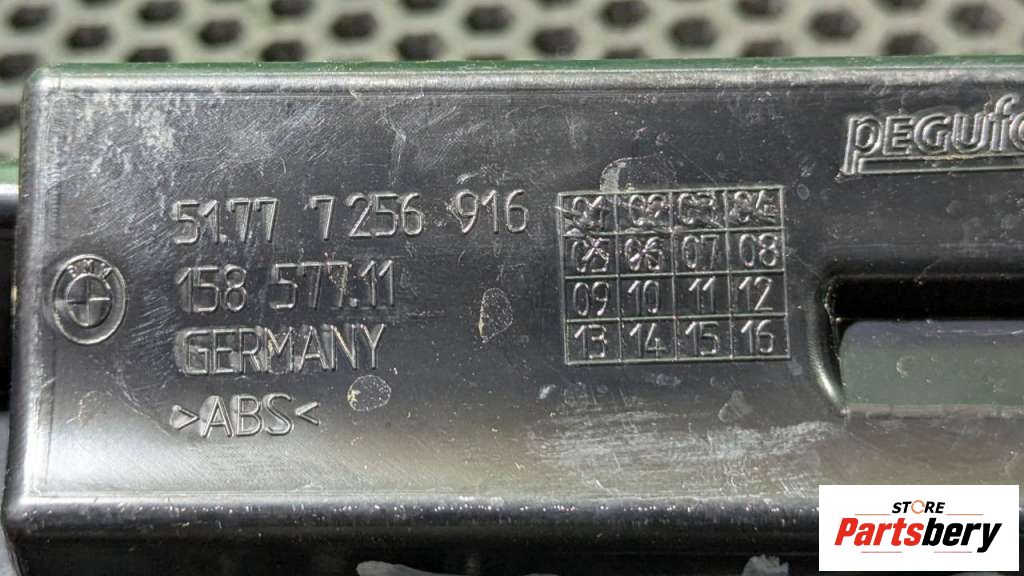 PEGUfo
51.77 7 256 916
158 577.11
GERMANY
>ABS<
BMW
01 02 03 04
05 06 07 08
09 10 11 12
13 14 15 16
STORE
Partsbery